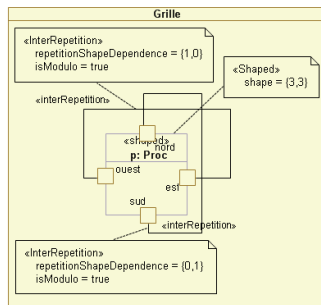 Grille
«InterRepetition»
repetitionShapeDependence = {1,0}
isModulo = true
«Shaped»
shape = {3,3}
«interRepetition»
«shaped»
nord
p: Proc
ouest
est
sud
«interRepetition»
«InterRepetition»
repetitionShapeDependence = {0,1}
isModulo = true